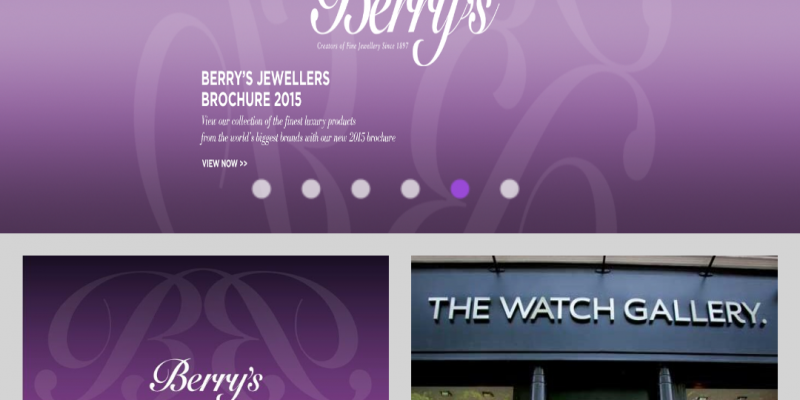 Berry's
Creators of Fine Jewellery Since 1897
BERRY'S JEWELLERS
BROCHURE 2015
View our collection of the finest luxury products
from the world's biggest brands with our new 2015 brochure
VIEW NOW >>
Berry's
THE WATCH GALLERY.